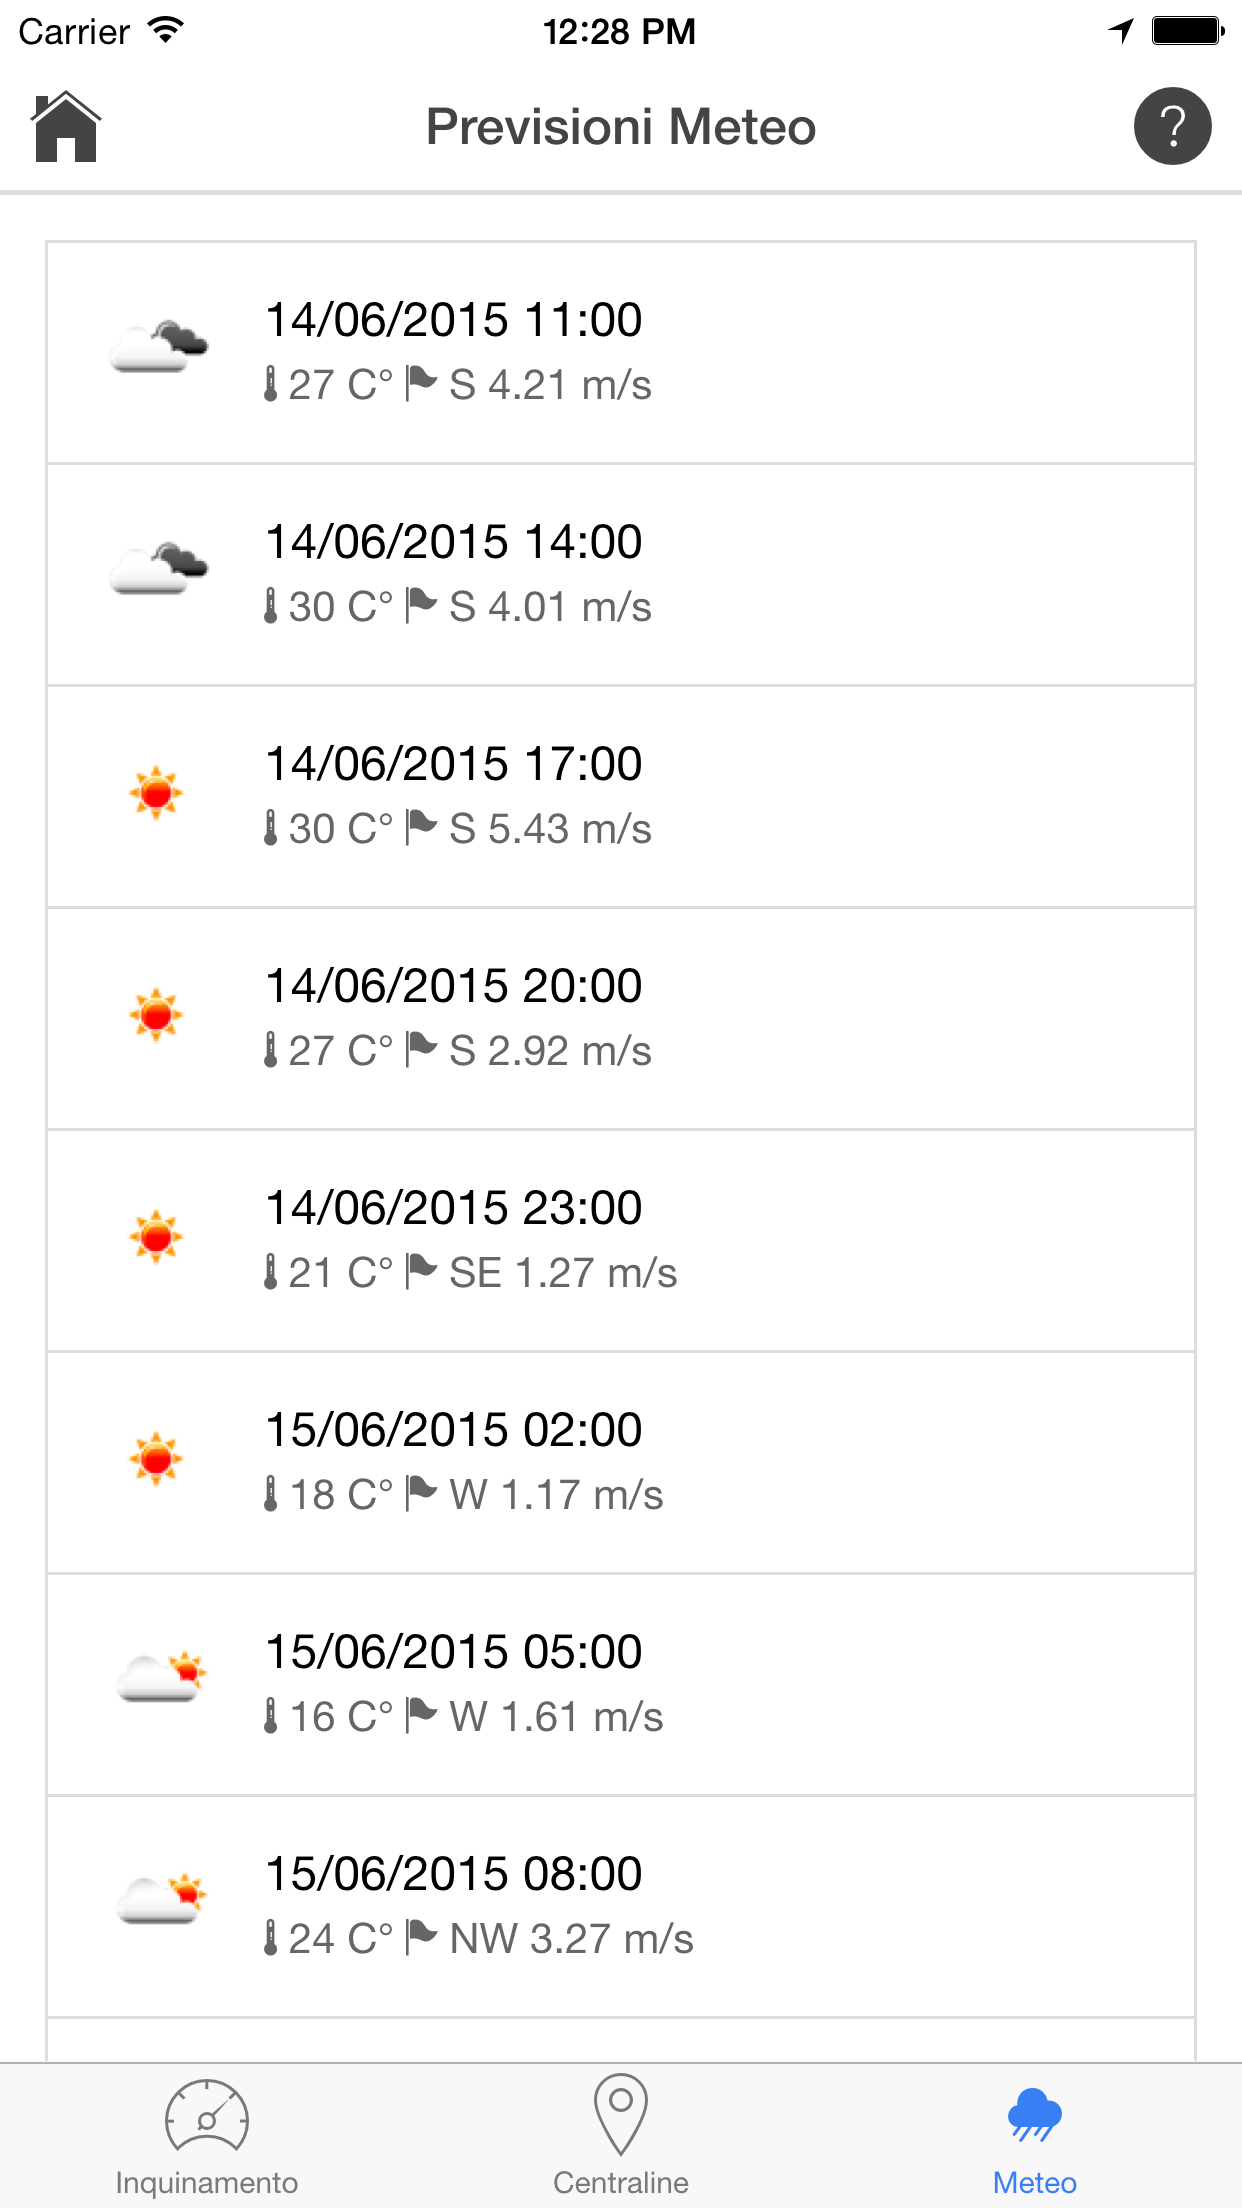 Carrier 12:28 PM
Previsioni Meteo ?
14/06/2015 11:00
27 C° S 4.21 m/s
14/06/2015 14:00
30 C° S 4.01 m/s
14/06/2015 17:00
30 C° S 5.43 m/s
14/06/2015 20:00
27 C° S 2.92 m/s
14/06/2015 23:00
21 C° SE 1.27 m/s
15/06/2015 02:00
18 C° W 1.17 m/s
15/06/2015 05:00
16 C° W 1.61 m/s
15/06/2015 08:00
24 C° NW 3.27 m/s
Inquinamento Centraline Meteo